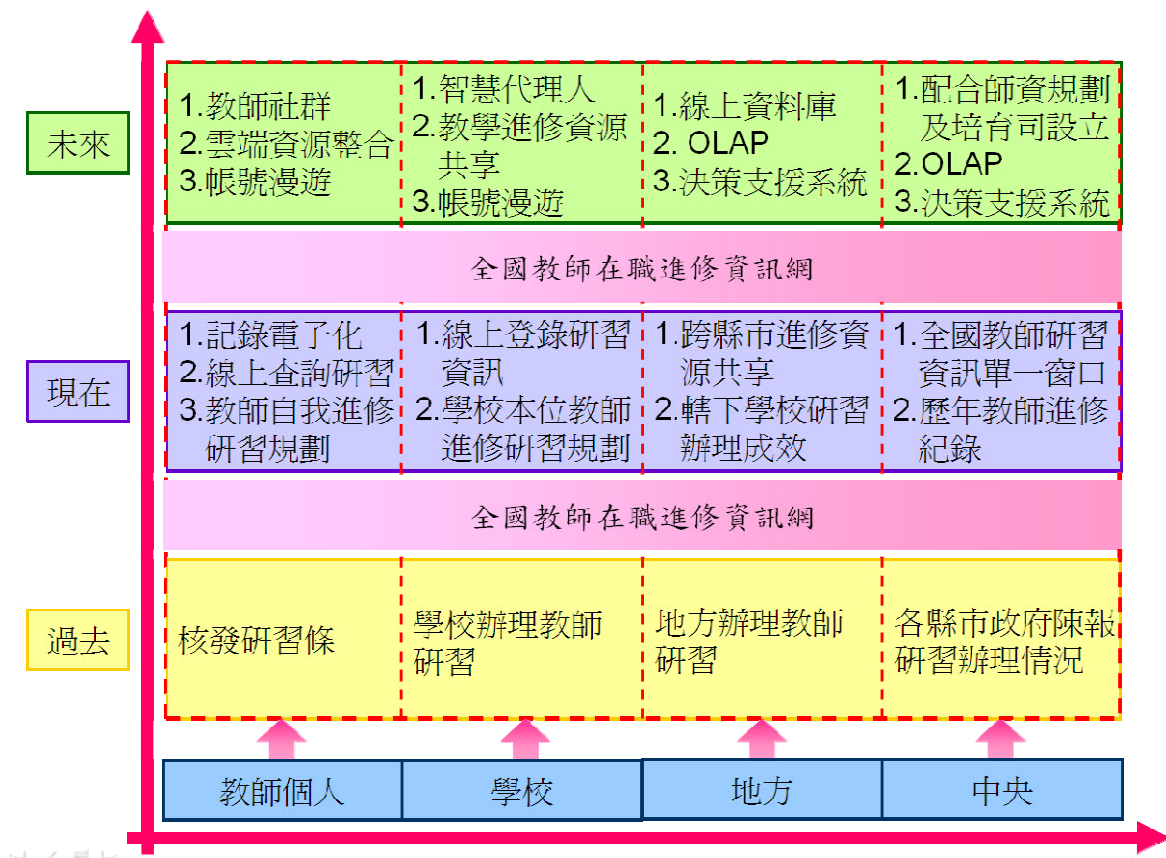 未來
1.教師社群
2.雲端資源整合
3.帳號漫遊
1.智慧代理人
2.教學進修資源
共享
3.帳號漫遊
1.線上資料庫
2. OLAP
3.決策支援系統
1.配合師資規劃
及培育司設立
2.OLAP
3.決策支援系統
全國教師在職進修資訊網
現在
1.記錄電子化
2.線上查詢研習
3.教師自我進修
研習規劃
1.線上登錄研習
資訊
2.學校本位教師
進修研習規劃
1.跨縣市進修資
源共享
2.轄下學校研習
辦理成效
1.全國教師研習
資訊單一窗口
2.歷年教師進修
紀錄
全國教師在職進修資訊網
過去
核發研習條
學校辦理教師
研習
地方辦理教師
研習
各縣市政府陳報
研習辦理情況
教師個人
學校
地方
中央